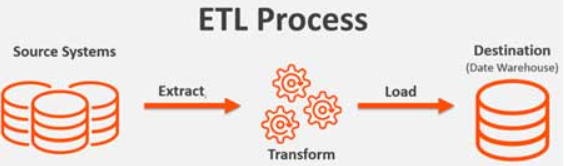 ETL Process
Source Systems
Extract
Transform
Load
Destination
(Date Warehouse)